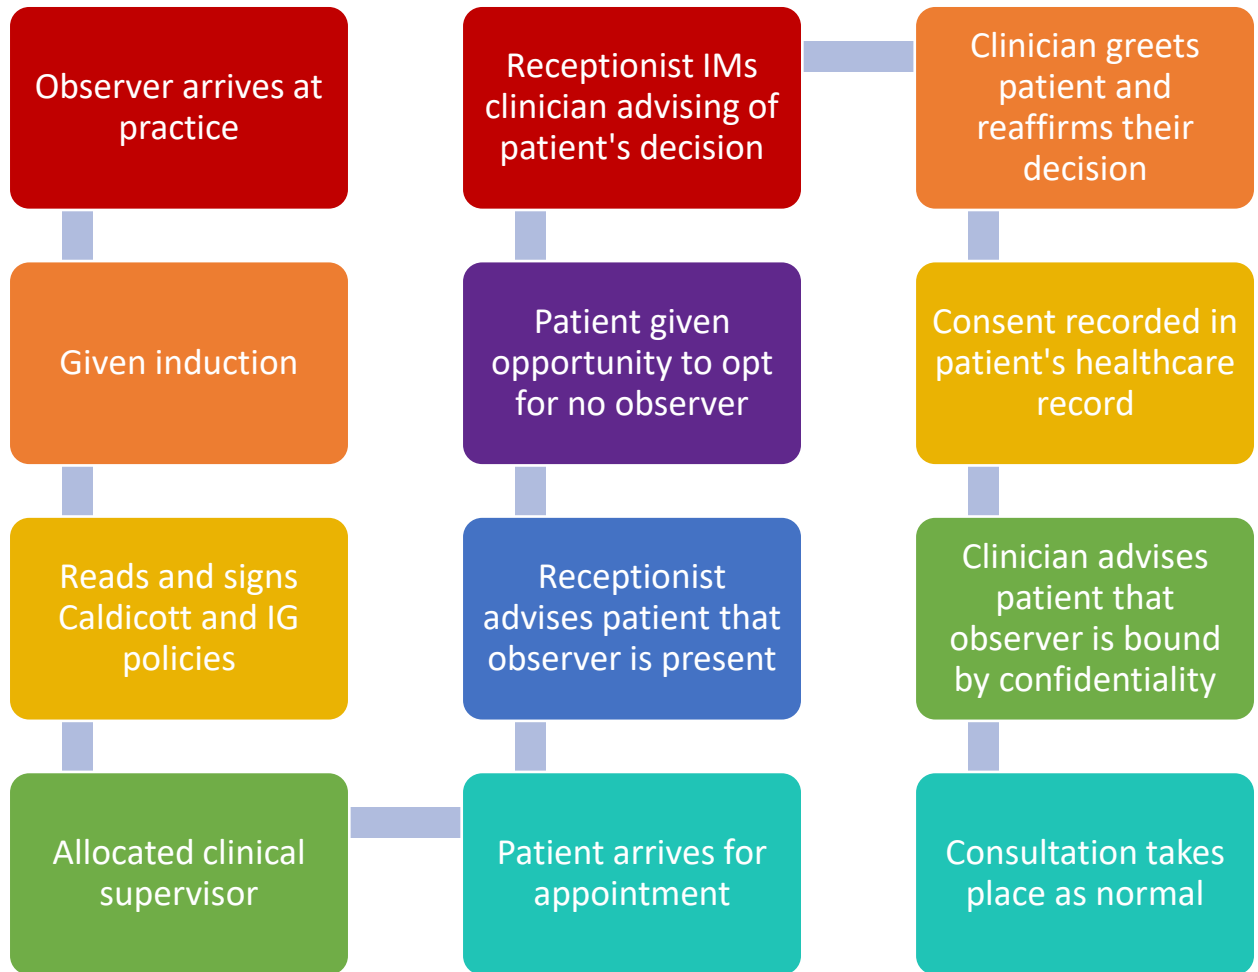 Observer arrives at
practice
Given induction
Reads and signs
Caldicott and IG
policies
Allocated clinical
supervisor
Patient arrives for
appointment
Receptionist
advises patient that
observer is present
Patient given
opportunity to opt
for no observer
Receptionist IMs
clinician advising of
patient's decision
Clinician greets
patient and
reaffirms their
decision
Consent recorded in
patient's healthcare
record
Clinician advises
patient that
observer is bound
by confidentiality
Consultation takes
place as normal